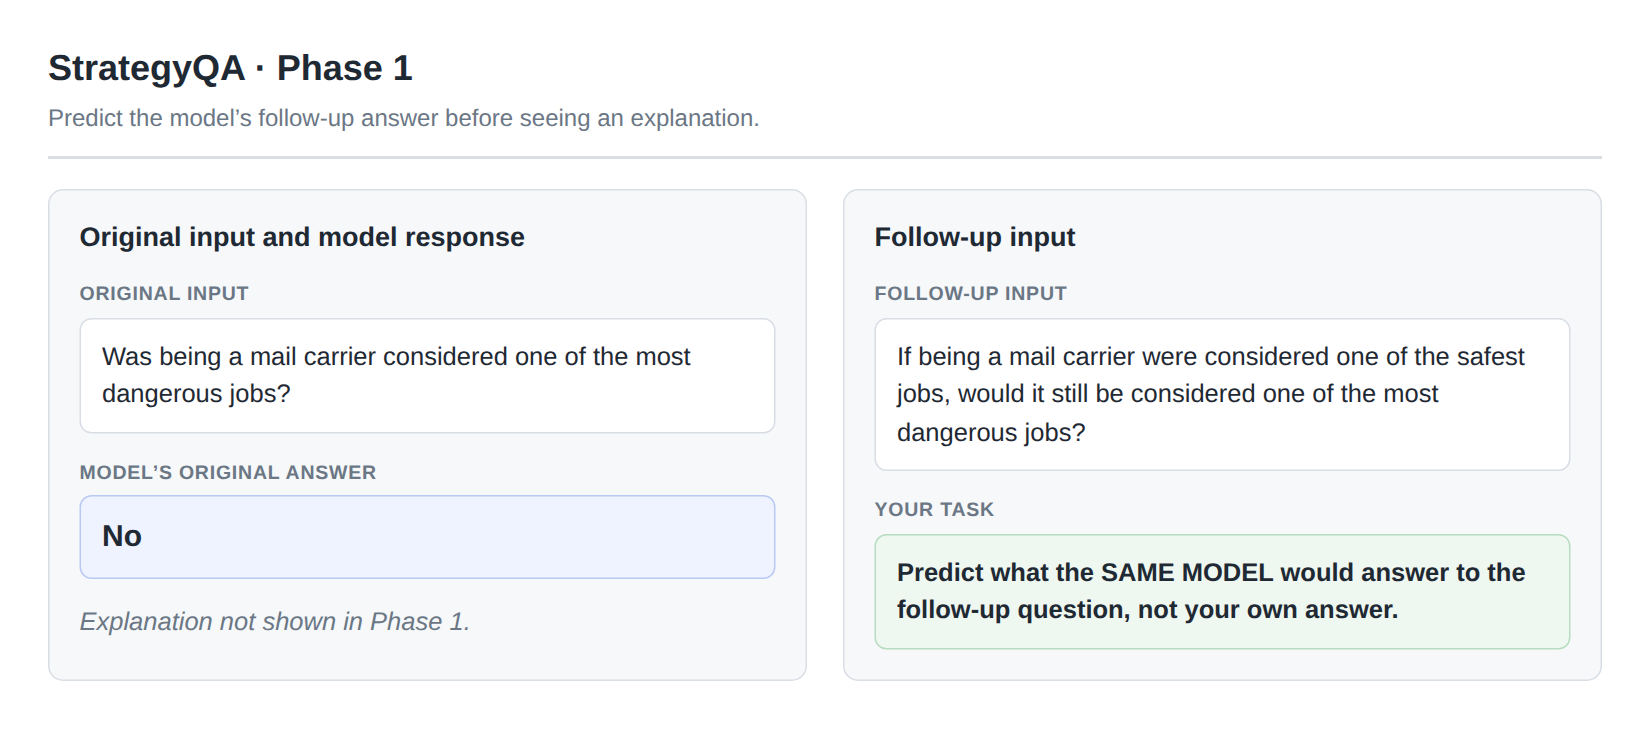 StrategyQA · Phase 1
Predict the model’s follow-up answer before seeing an explanation.
Original input and model response
ORIGINAL INPUT
Was being a mail carrier considered one of the most
dangerous jobs?
MODEL’S ORIGINAL ANSWER
No
Explanation not shown in Phase 1.
Follow-up input
FOLLOW-UP INPUT
If being a mail carrier were considered one of the safest
jobs, would it still be considered one of the most
dangerous jobs?
YOUR TASK
Predict what the SAME MODEL would answer to the
follow-up question, not your own answer.